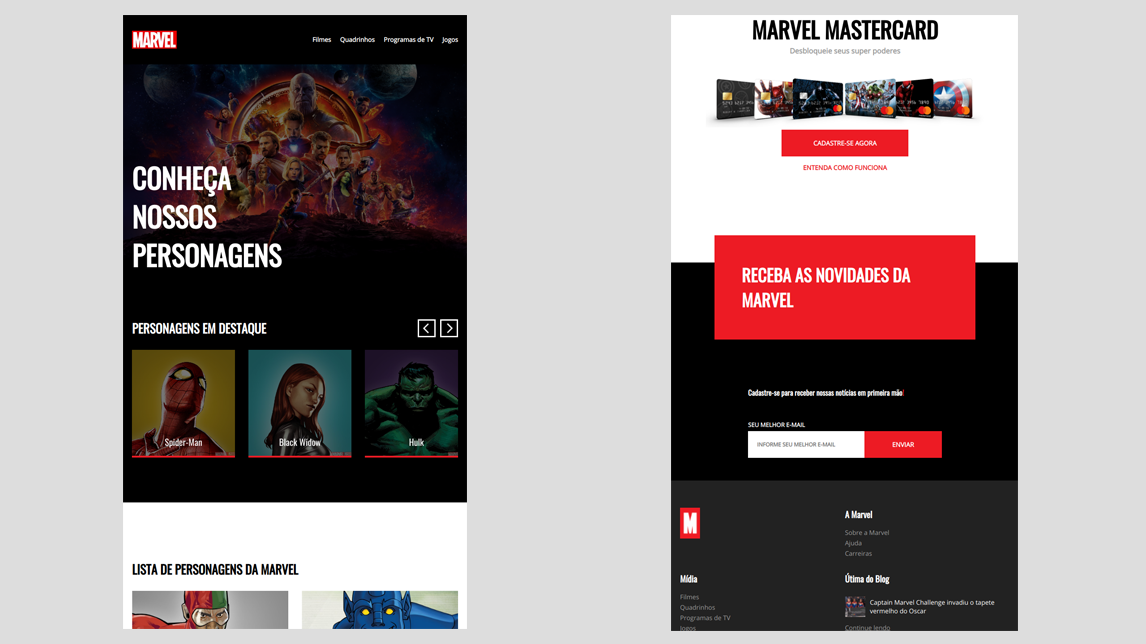 MARVEL
Filmes Quadrinhos Programas de TV Jogos
CONHEÇA
NOSSOS
PERSONAGENS
PERSONAGENS EM DESTAQUE
Spider-Man
Black Widow
Hulk
LISTA DE PERSONAGENS DA MARVEL
MARVEL MASTERCARD
Desbloqueie seus super poderes
CADASTRE-SE AGORA
ENTENDA COMO FUNCIONA
RECEBA AS NOVIDADES DA
MARVEL
Cadastre-se para receber nossas notícias em primeira mão!
SEU MELHOR E-MAIL
INFORME SEU MELHOR E-MAIL
ENVIAR
M
A Marvel
Sobre a Marvel
Ajuda
Carreiras
Mídia
Filmes
Quadrinhos
Programas de TV
Jogos
Útima do Blog
Captain Marvel Challenge invadiu o tapete
vermelho do Oscar
Continue lendo